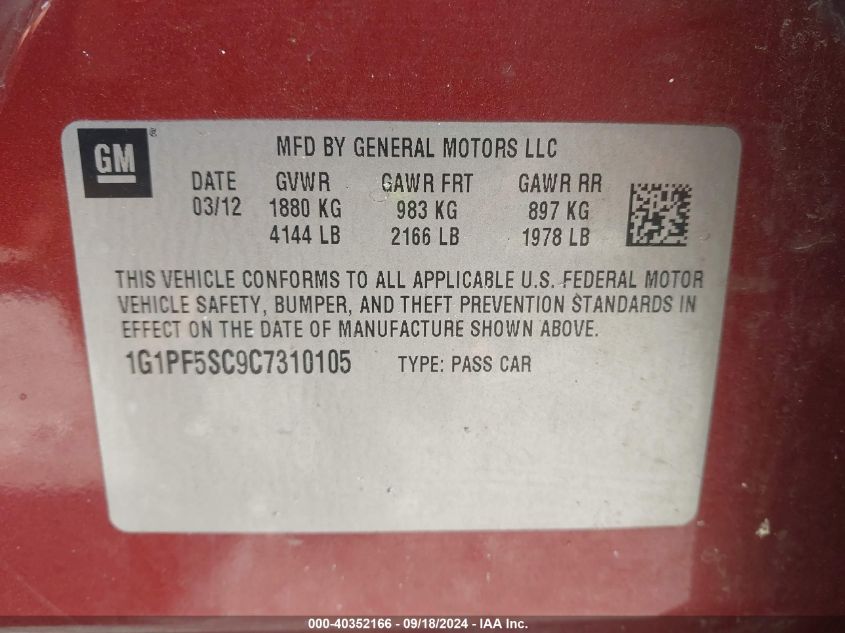 GM ®
MFD BY GENERAL MOTORS LLC
DATE GVWR GAWR FRT GAWR RR
03/12 1880 KG 983 KG 897 KG
4144 LB 2166 LB 1978 LB
THIS VEHICLE CONFORMS TO ALL APPLICABLE U.S. FEDERAL MOTOR
VEHICLE SAFETY, BUMPER, AND THEFT PREVENTION STANDARDS IN
EFFECT ON THE DATE OF MANUFACTURE SHOWN ABOVE.
1G1PF5SC9C7310105 TYPE: PASS CAR
000-40352166 - 09/18/2024 - IAA Inc.